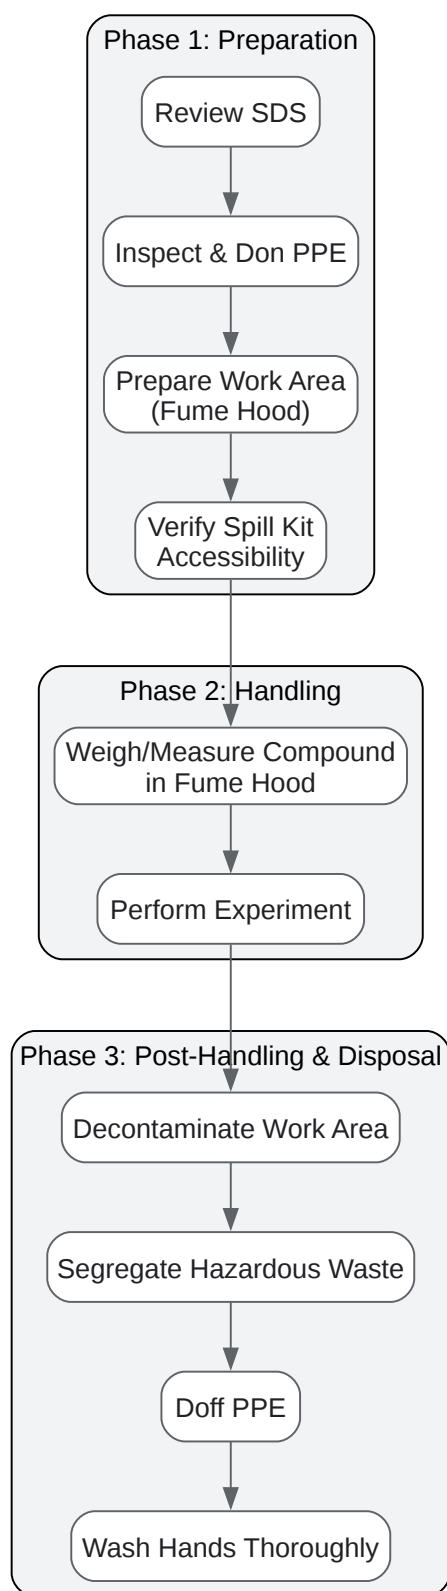 Phase 1: Preparation
Review SDS
Inspect & Don PPE
Prepare Work Area
(Fume Hood)
Verify Spill Kit
Accessibility
Phase 2: Handling
Weigh/Measure Compound
in Fume Hood
Perform Experiment
Phase 3: Post-Handling & Disposal
Decontaminate Work Area
Segregate Hazardous Waste
Doff PPE
Wash Hands Thoroughly